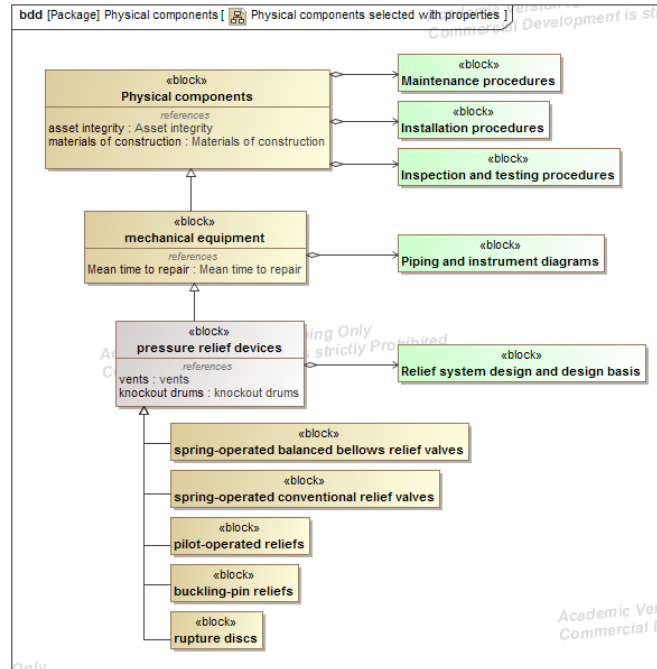 bdd [Package] Physical components [ Physical components selected with properties ]
Academic Version for
Commercial Development is st
«block»
Physical components
references
asset integrity : Asset integrity
materials of construction : Materials of construction
«block»
Maintenance procedures
«block»
Installation procedures
«block»
Inspection and testing procedures
«block»
mechanical equipment
references
Mean time to repair : Mean time to repair
«block»
Piping and instrument diagrams
ning Only
s strictly Prohibited
«block»
pressure relief devices
references
vents : vents
knockout drums : knockout drums
«block»
Relief system design and design basis
«block»
spring-operated balanced bellows relief valves
«block»
spring-operated conventional relief valves
«block»
pilot-operated reliefs
«block»
buckling-pin reliefs
«block»
rupture discs
Academic Ver
Commercial
Only